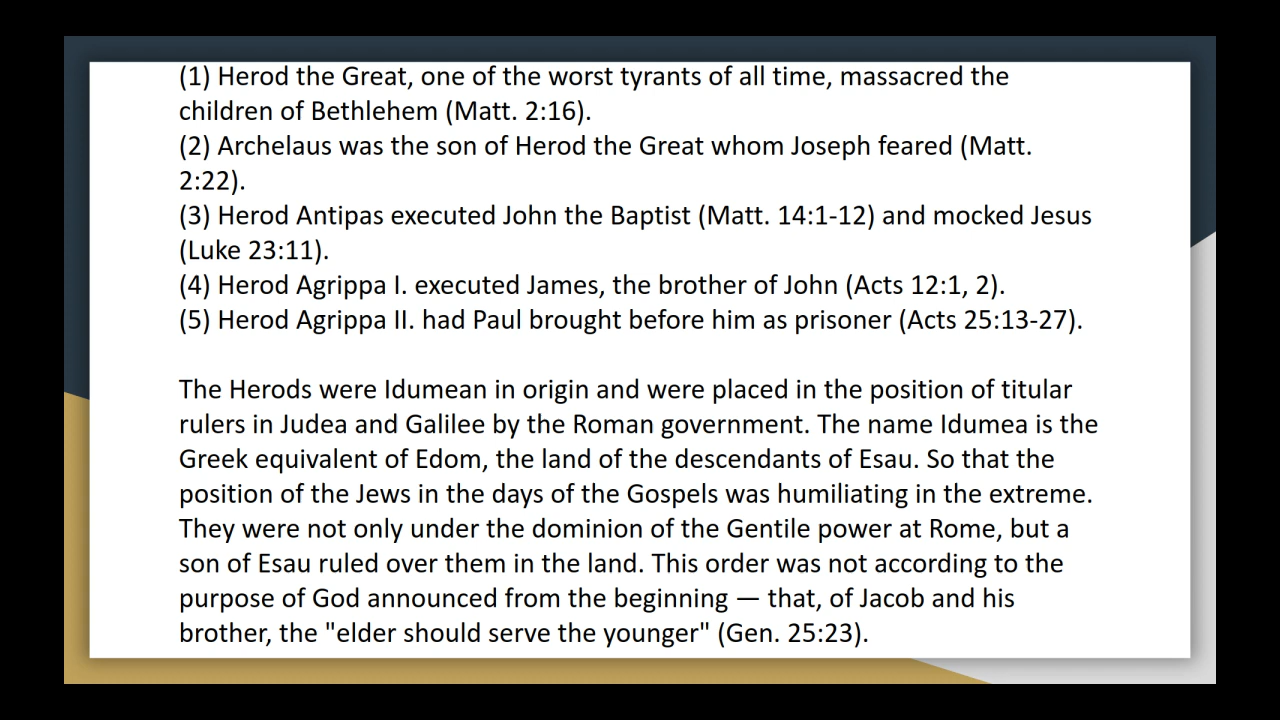 (1) Herod the Great, one of the worst tyrants of all time, massacred the
children of Bethlehem (Matt. 2:16).
(2) Archelaus was the son of Herod the Great whom Joseph feared (Matt.
2:22).
(3) Herod Antipas executed John the Baptist (Matt. 14:1-12) and mocked Jesus
(Luke 23:11).
(4) Herod Agrippa I. executed James, the brother of John (Acts 12:1, 2).
(5) Herod Agrippa II. had Paul brought before him as prisoner (Acts 25:13-27).
The Herods were Idumean in origin and were placed in the position of titular
rulers in Judea and Galilee by the Roman government. The name Idumea is the
Greek equivalent of Edom, the land of the descendants of Esau. So that the
position of the Jews in the days of the Gospels was humiliating in the extreme.
They were not only under the dominion of the Gentile power at Rome, but a
son of Esau ruled over them in the land. This order was not according to the
purpose of God announced from the beginning — that, of Jacob and his
brother, the "elder should serve the younger" (Gen. 25:23).